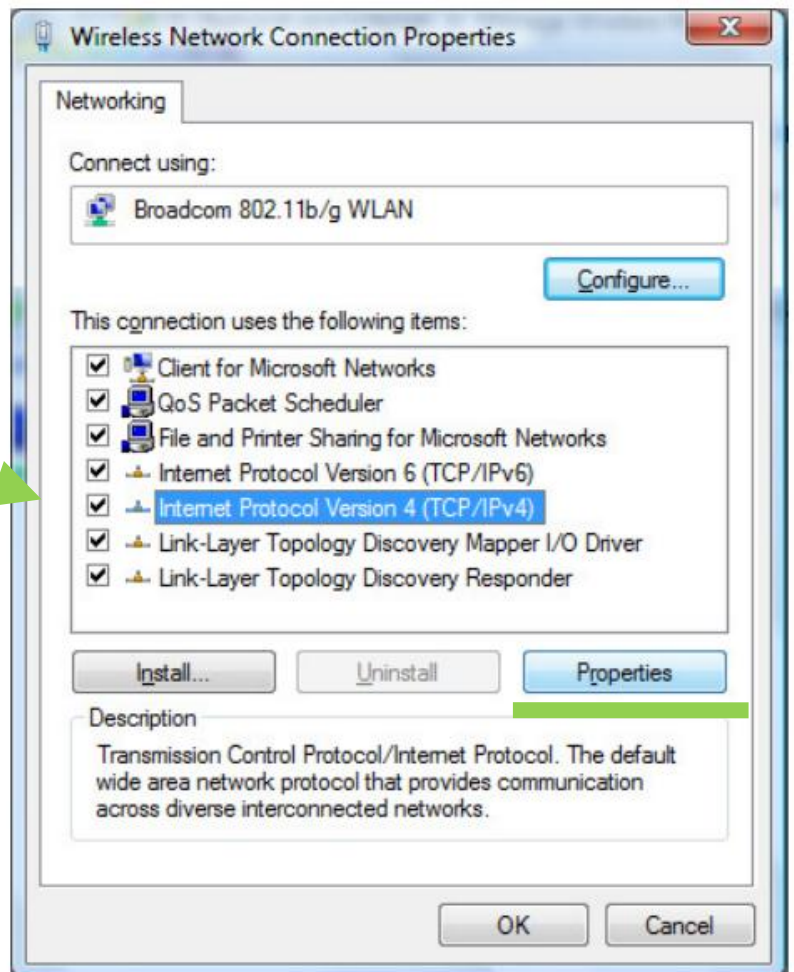 Wireless Network Connection Properties
Networking
Connect using:
Broadcom 802.11b/g WLAN
Configure...
This connection uses the following items:
Client for Microsoft Networks
QoS Packet Scheduler
File and Printer Sharing for Microsoft Networks
Internet Protocol Version 6 (TCP/IPv6)
Internet Protocol Version 4 (TCP/IPv4)
Link-Layer Topology Discovery Mapper I/O Driver
Link-Layer Topology Discovery Responder
Install... Uninstall Properties
Description
Transmission Control Protocol/Internet Protocol. The default
wide area network protocol that provides communication
across diverse interconnected networks.
OK Cancel